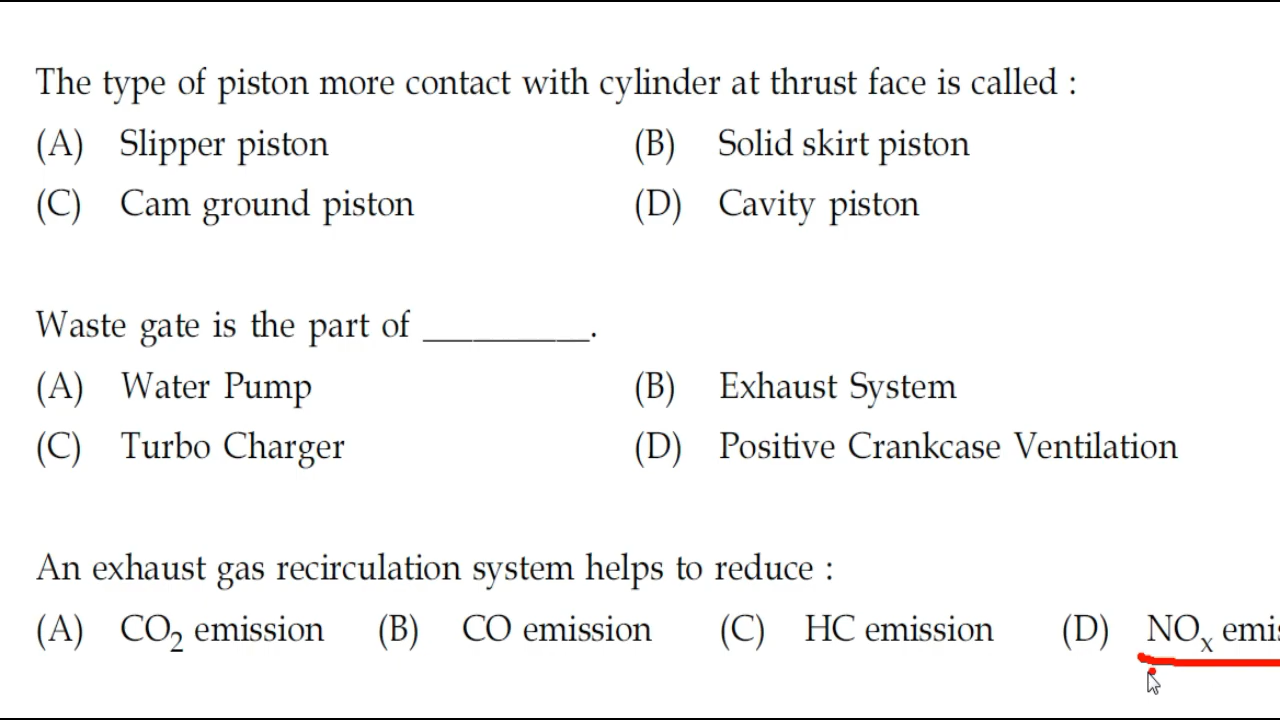 The type of piston more contact with cylinder at thrust face is called :
(A) Slipper piston (B) Solid skirt piston
(C) Cam ground piston (D) Cavity piston
Waste gate is the part of __________.
(A) Water Pump (B) Exhaust System
(C) Turbo Charger (D) Positive Crankcase Ventilation
An exhaust gas recirculation system helps to reduce :
(A) CO₂ emission (B) CO emission (C) HC emission (D) NOₓ